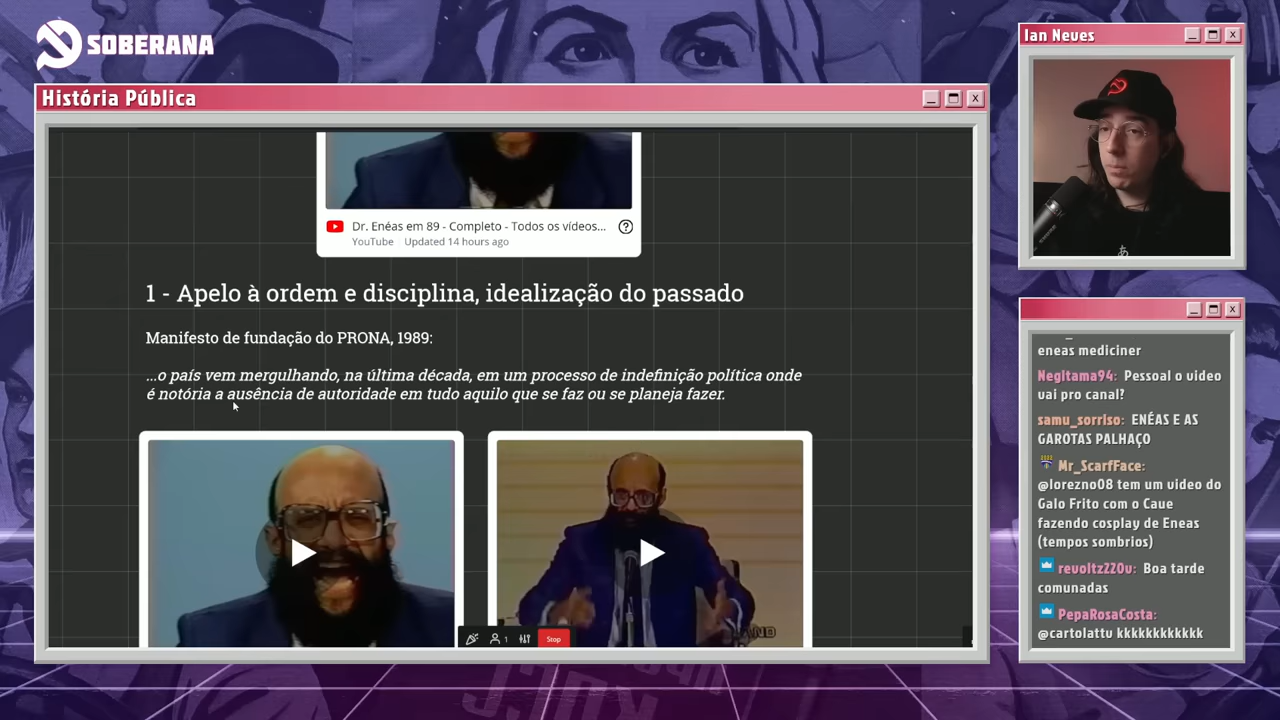 SOBERANA
História Pública
Dr. Enéas em 89 - Completo - Todos os vídeos...
YouTube Updated 14 hours ago
1 - Apelo à ordem e disciplina, idealização do passado
Manifesto de fundação do PRONA, 1989:
...o país vem mergulhando, na última década, em um processo de indefinição política onde
é notória a ausência de autoridade em tudo aquilo que se faz ou se planeja fazer.
1
Stop
Ian Neves
eneas mediciner
Negitama94: Pessoal o video
vai pro canal?
samu_sorriso: ENÉAS E AS
GAROTAS PALHAÇO
Mr_ScarfFace:
@lorezno08 tem um video do
Galo Frito com o Caue
fazendo cosplay de Eneas
(tempos sombrios)
revoltz220v: Boa tarde
comunadas
PepaRosaCosta:
@cartolattv kkkkkkkkkkkk